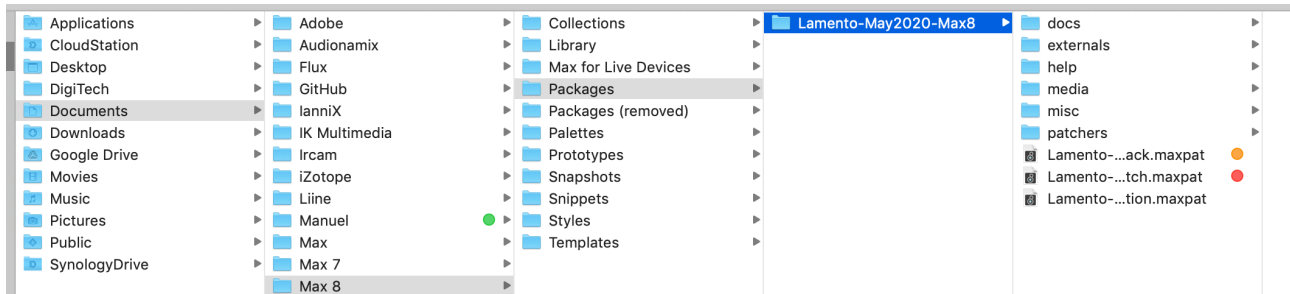 Applications
CloudStation
Desktop
DigiTech
Documents
Downloads
Google Drive
Movies
Music
Pictures
Public
SynologyDrive
Adobe
Audionamix
Flux
GitHub
IanniX
IK Multimedia
Ircam
iZotope
Liine
Manuel
Max
Max 7
Max 8
Collections
Library
Max for Live Devices
Packages
Packages (removed)
Palettes
Prototypes
Snapshots
Snippets
Styles
Templates
Lamento-May2020-Max8
docs
externals
help
media
misc
patchers
Lamento-...ack.maxpat
Lamento-...tch.maxpat
Lamento-...tion.maxpat